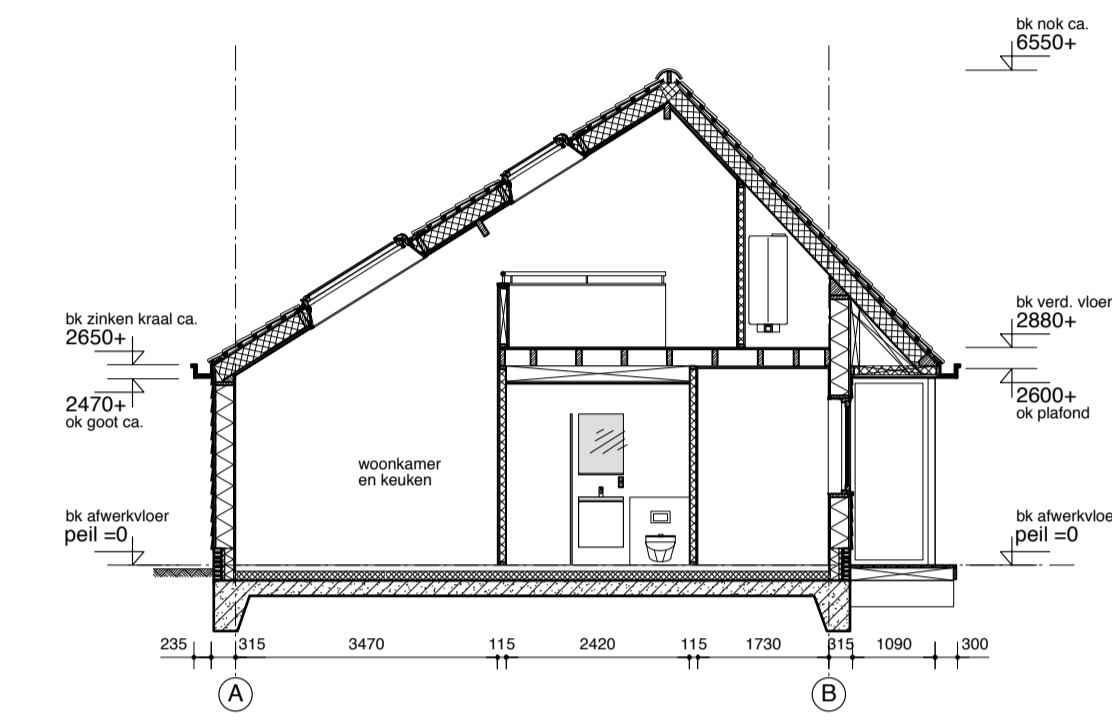 bk nok ca.
6550+
bk zinken kraal ca.
2650+
2470+
ok goot ca.
bk verd. vloer
2880+
2600+
ok plafond
woonkamer
en keuken
bk afwerkvloer
peil =0
bk afwerkvloe
peil =0
235 315 3470 115 2420 115 1730 315 1090 300
A B